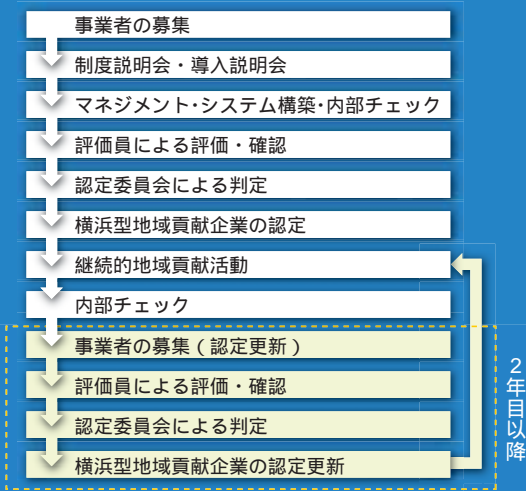 事業者の募集
制度説明会・導入説明会
マネジメント・システム構築・内部チェック
評価員による評価・確認
認定委員会による判定
横浜型地域貢献企業の認定
継続的地域貢献活動
内部チェック
事業者の募集（認定更新）
評価員による評価・確認
認定委員会による判定
横浜型地域貢献企業の認定更新
2年目以降